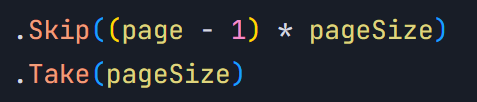 .Skip((page - 1) * pageSize)
.Take(pageSize)